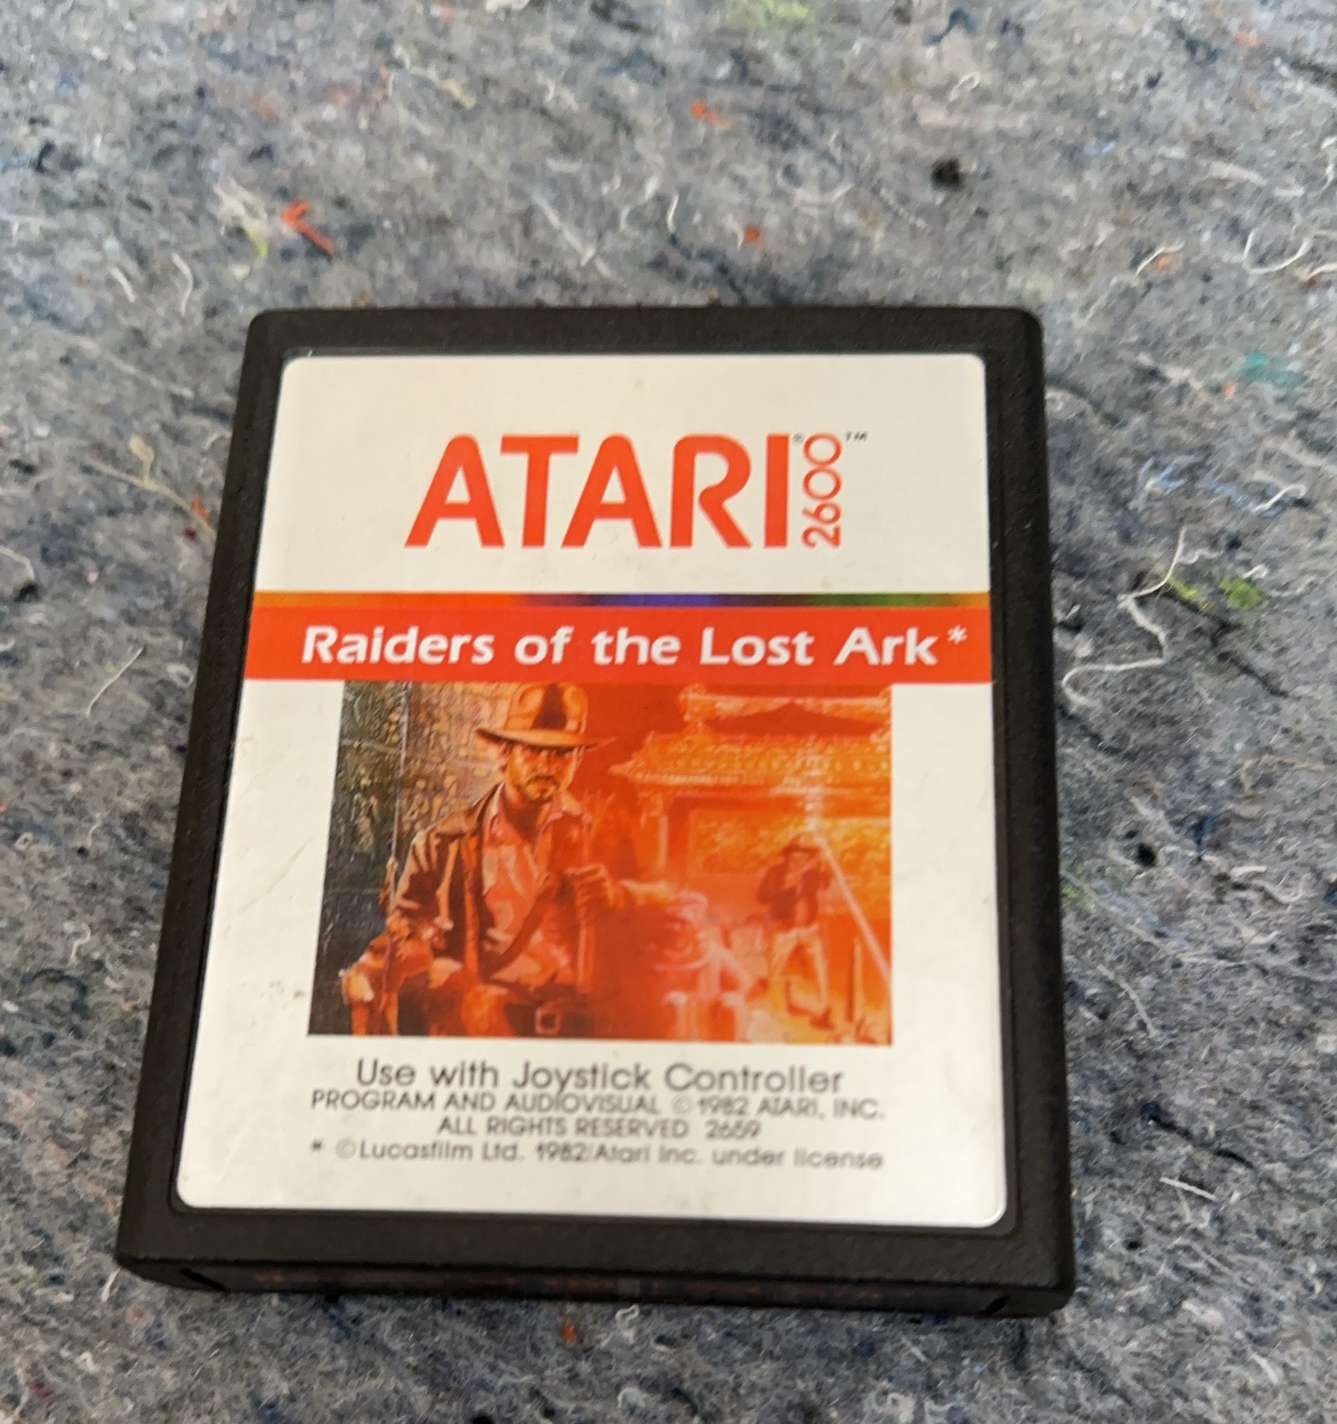 ATARI® 2600™
Raiders of the Lost Ark*
Use with Joystick Controller
PROGRAM AND AUDIOVISUAL © 1982 ATARI, INC.
ALL RIGHTS RESERVED 2659
* ©Lucasfilm Ltd. 1982/Atari Inc. under license